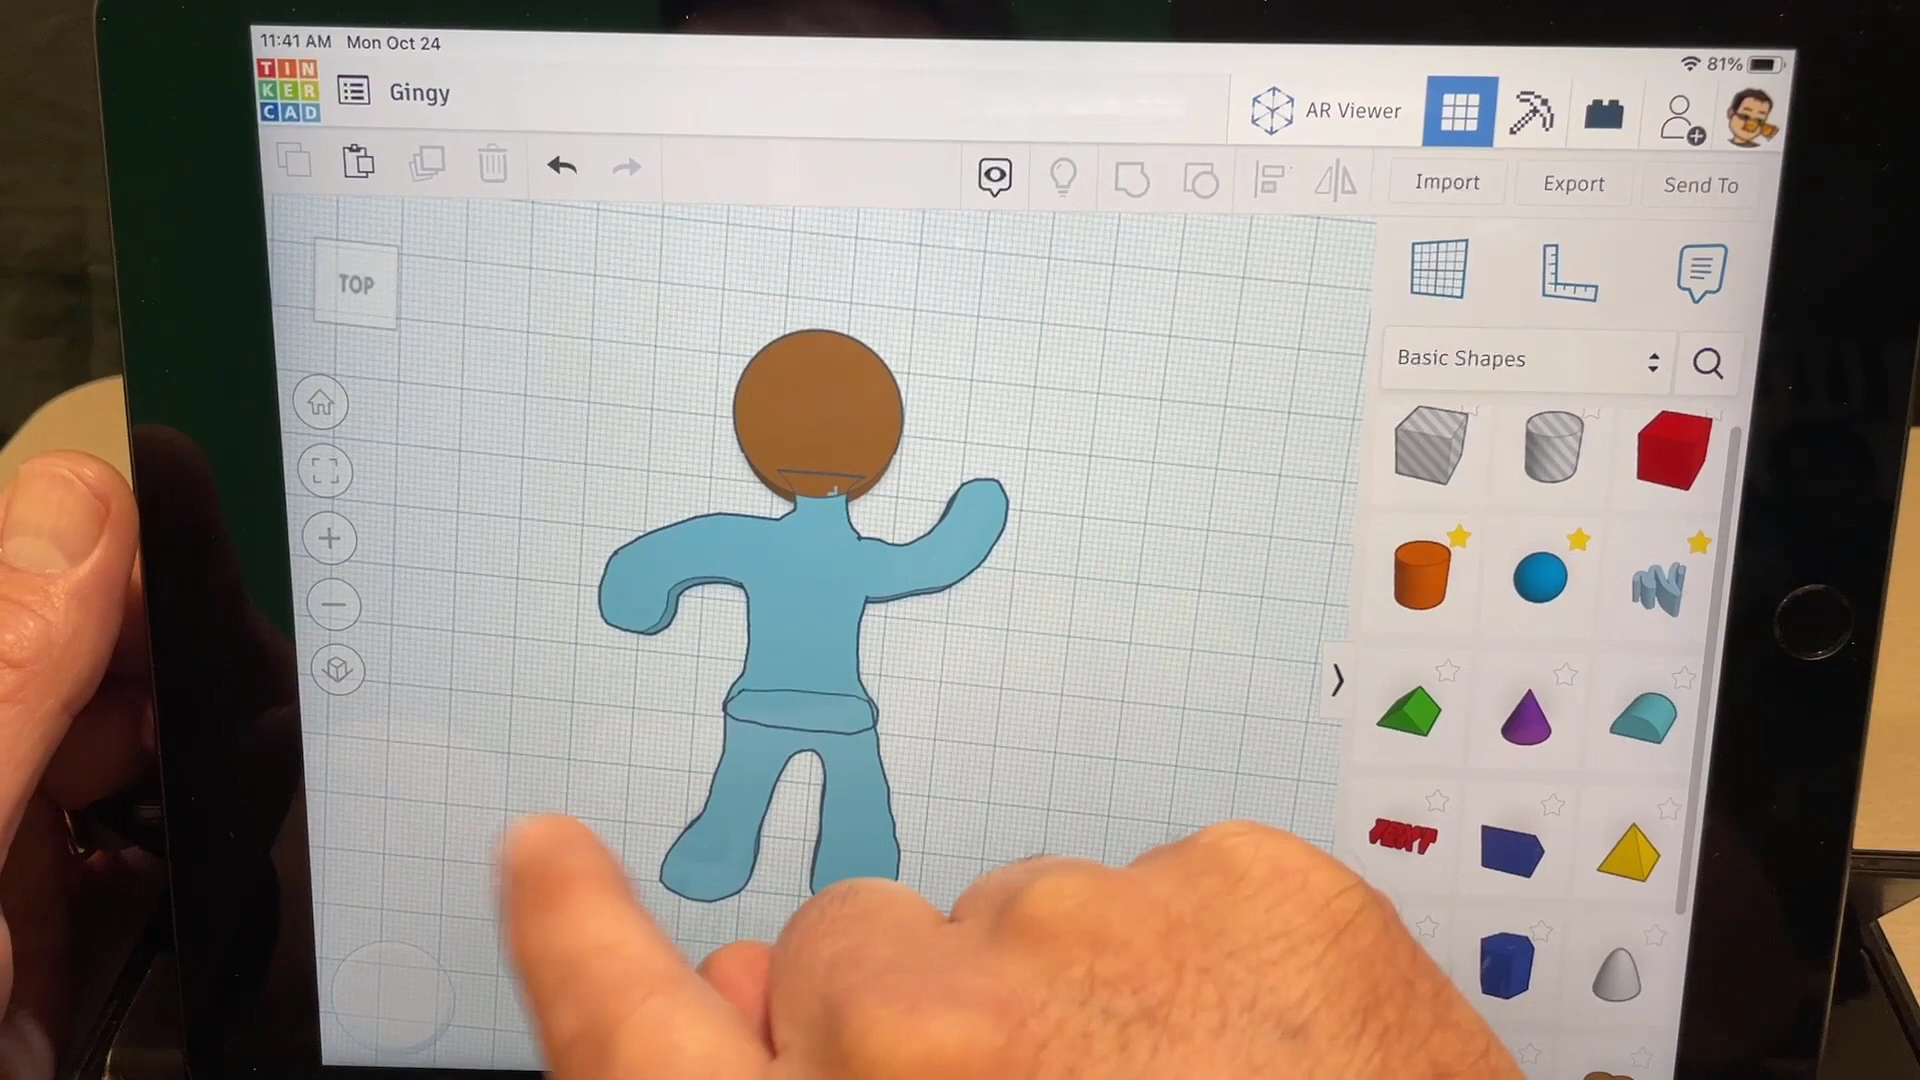 11:41 AM Mon Oct 24
81%
TIN
KER
CAD
Gingy
AR Viewer
Import
Export
Send To
TOP
Basic Shapes
TEXT